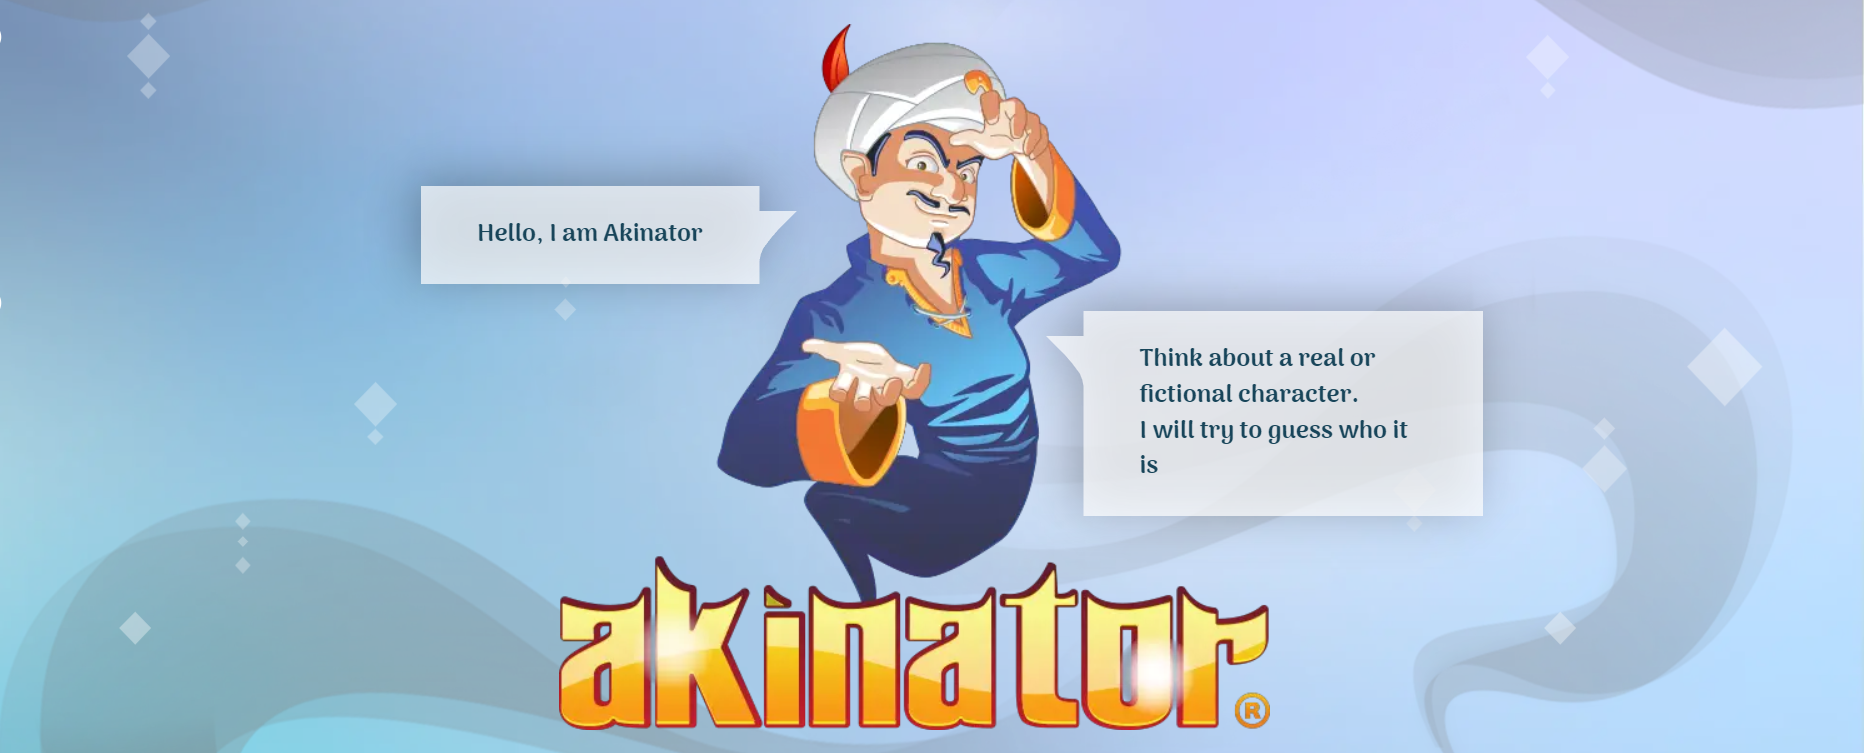 Hello, I am Akinator
Think about a real or
fictional character.
I will try to guess who it
is
akinator®